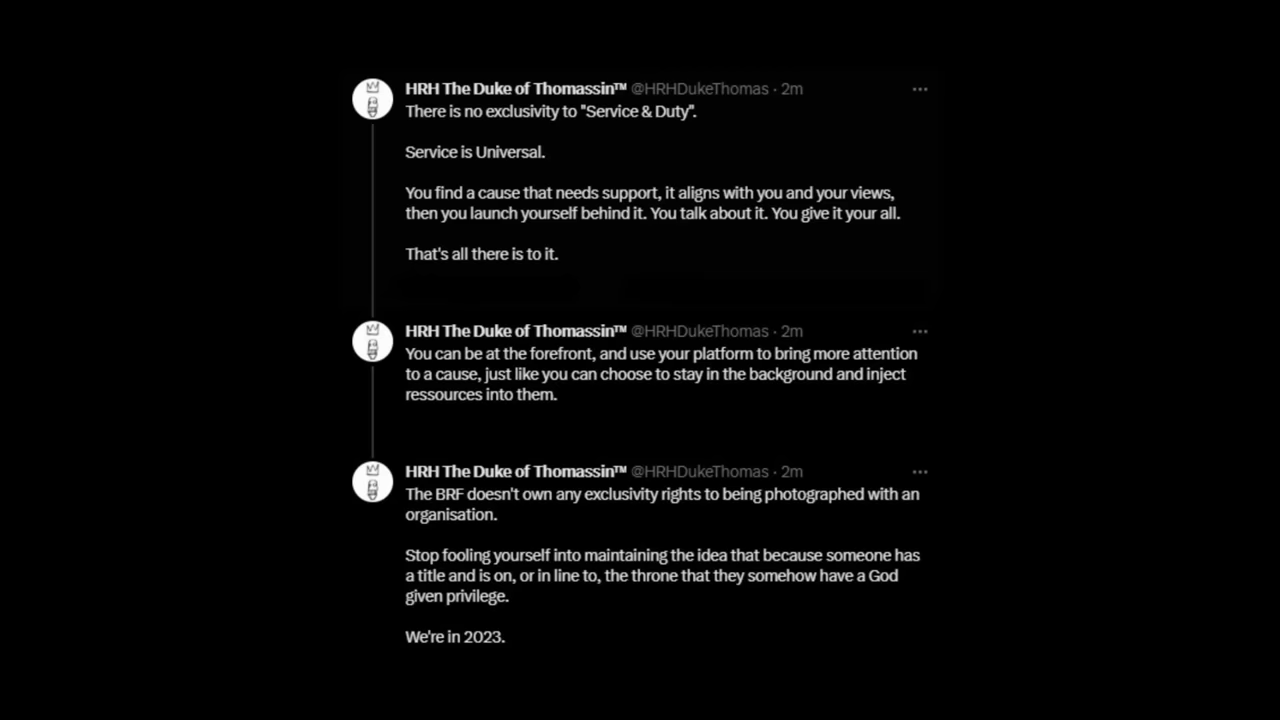 HRH The Duke of Thomassin™ @HRHDukeThomas · 2m
There is no exclusivity to "Service & Duty".
Service is Universal.
You find a cause that needs support, it aligns with you and your views,
then you launch yourself behind it. You talk about it. You give it your all.
That's all there is to it.
HRH The Duke of Thomassin™ @HRHDukeThomas · 2m
You can be at the forefront, and use your platform to bring more attention
to a cause, just like you can choose to stay in the background and inject
ressources into them.
HRH The Duke of Thomassin™ @HRHDukeThomas · 2m
The BRF doesn't own any exclusivity rights to being photographed with an
organisation.
Stop fooling yourself into maintaining the idea that because someone has
a title and is on, or in line to, the throne that they somehow have a God
given privilege.
We're in 2023.